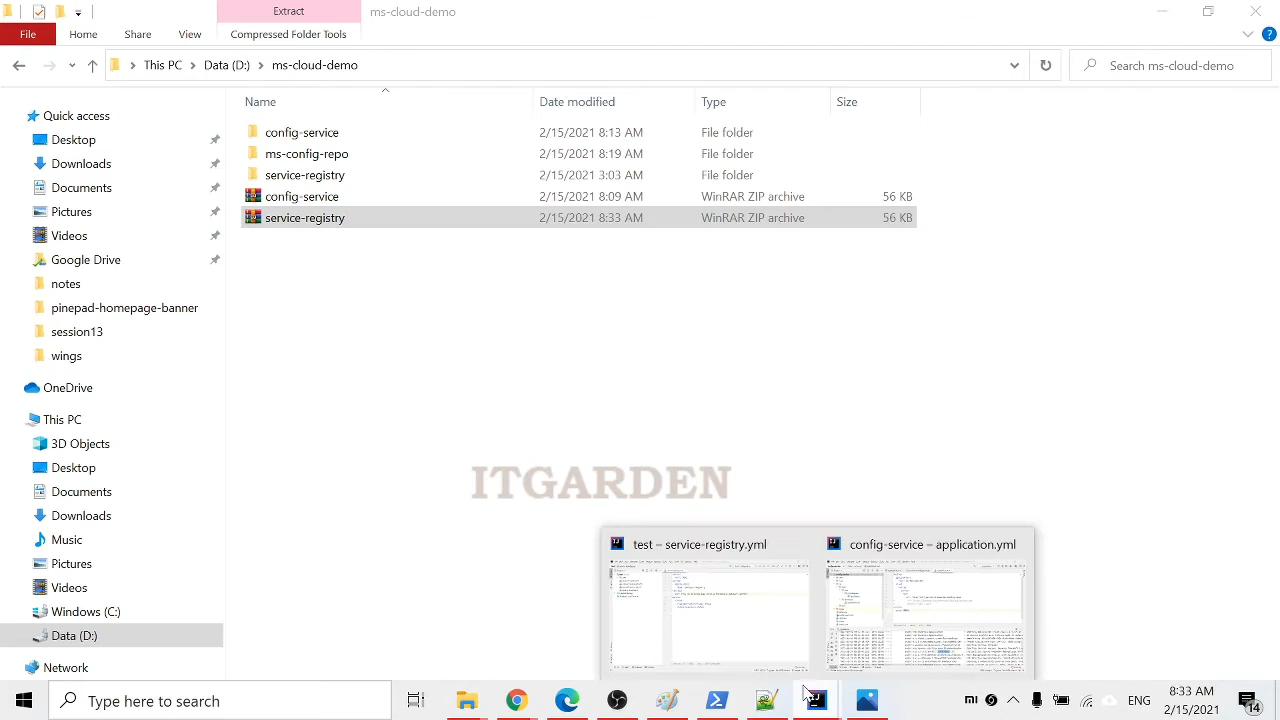 Extract
ms-cloud-demo
File
Home
Share
View
Compressed Folder Tools
This PC
Data (D:)
ms-cloud-demo
Search ms-cloud-demo
Name
Date modified
Type
Size
config-service 2/15/2021 8:13 AM File folder
ms-config-repo 2/15/2021 8:19 AM File folder
service-registry 2/15/2021 3:03 AM File folder
config-service 2/15/2021 8:09 AM WinRAR ZIP archive 56 KB
service-registry 2/15/2021 8:33 AM WinRAR ZIP archive 56 KB
Quick access
Desktop
Downloads
Documents
Pictures
Videos
Google Drive
notes
pinepad-homepage-banner
session13
wings
OneDrive
This PC
3D Objects
Desktop
Documents
Downloads
Music
Pictures
Videos
Windows (C:)
Data (D:)
Network
ITGARDEN
test – service-registry.yml
config-service – application.yml
Type here to search
ENG
8:33 AM
2/15/2021
14